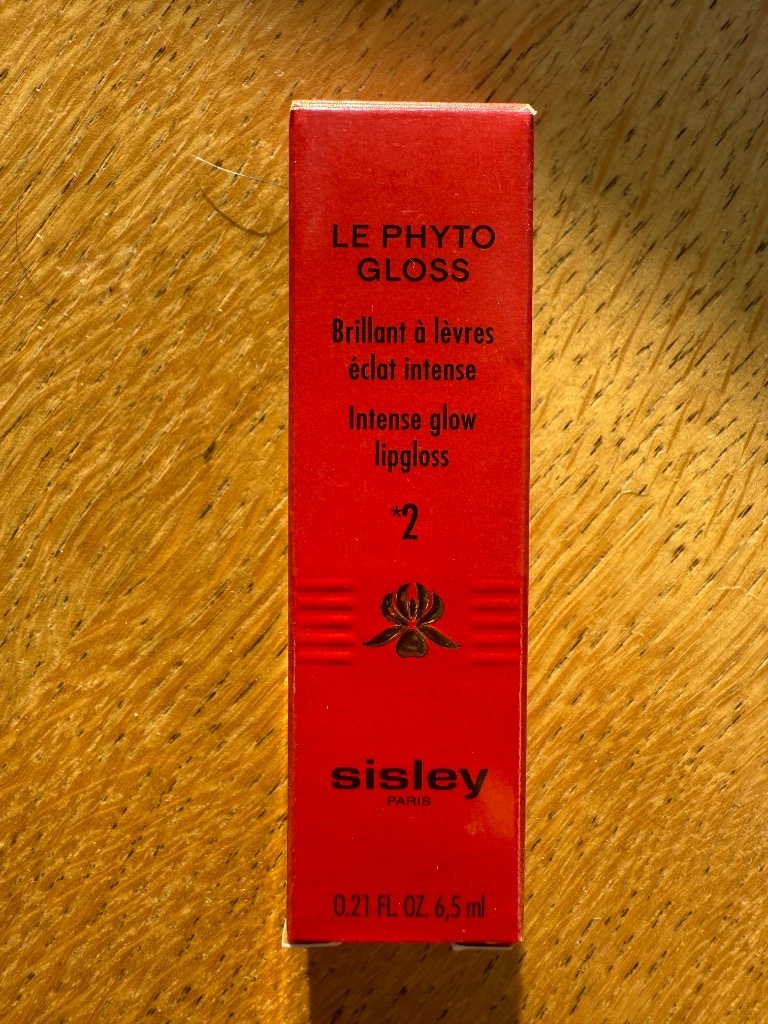 LE PHYTO
GLOSS
Brillant à lèvres
éclat intense
Intense glow
lipgloss
*2
sisley
PARIS
0.21 FL. OZ. 6,5 ml